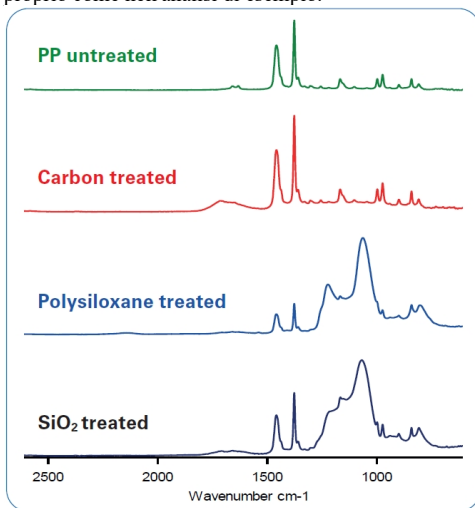 PP untreated
Carbon treated
Polysiloxane treated
SiO₂ treated
2500 2000 1500 1000
Wavenumber cm-1